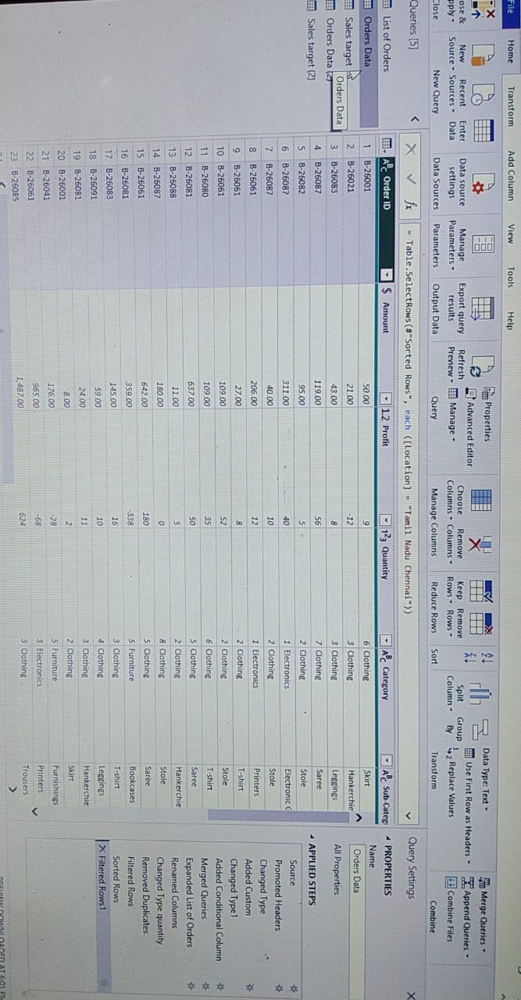 File Home Transform Add Column View Tools Help
New Source Recent Sources Enter Data
Data source settings
Manage Parameters
Export query results
Refresh Preview
Properties
Advanced Editor
Manage
Choose Columns Remove Columns
Keep Rows Remove Rows
Split Column Group By
Data Type: Text
Use First Row as Headers
Replace Values
Merge Queries
Append Queries
Combine Files
New Query Data Sources Parameters Output Data Query Manage Columns Reduce Rows Sort Transform Combine
Queries [5]
List of Orders
Orders Data
Sales target
Orders Data (2)
Sales target (2)
Orders Data
fx = Table.SelectRows(#"Sorted Rows", each ([Location] = "Tamil Nadu Chennai"))
Order ID $ Amount 1.2 Profit 123 Quantity ABC Category ABC Sub-Categ
1 B-26001 50.00 9 6 Clothing Skirt
2 B-26021 21.00 -12 3 Clothing Hankerchie
3 B-26083 43.00 8 3 Clothing Leggings
4 B-26087 119.00 56 7 Clothing Saree
5 B-26082 95.00 5 2 Clothing Stole
6 B-26087 311.00 40 1 Electronics Electronic G
7 B-26087 40.00 10 2 Clothing Stole
8 B-26061 206.00 12 1 Electronics Printers
9 B-26061 27.00 8 2 Clothing T-shirt
10 B-26061 109.00 52 2 Clothing Stole
11 B-26080 109.00 35 6 Clothing T-shirt
12 B-26081 637.00 50 5 Clothing Saree
13 B-26088 11.00 5 2 Clothing Hankerchie
14 B-26087 180.00 0 8 Clothing Stole
15 B-26061 642.00 180 5 Clothing Saree
16 B-26081 359.00 -338 5 Furniture Bookcases
17 B-26083 145.00 16 3 Clothing T-shirt
18 B-26091 59.00 10 4 Clothing Leggings
19 B-26081 24.00 11 3 Clothing Hankerchie
20 B-26001 8.00 2 2 Clothing Skirt
21 B-26041 176.00 -28 5 Furniture Furnishings
22 B-26061 965.00 -68 3 Electronics Printers
23 B-26085 1,487.00 624 3 Clothing Trousers
Query Settings
PROPERTIES
Name
Orders Data
All Properties
APPLIED STEPS
Source
Promoted Headers
Changed Type
Added Custom
Changed Type1
Added Conditional Column
Merged Queries
Expanded List of Orders
Renamed Columns
Changed Type quantity
Removed Duplicates
Filtered Rows
Sorted Rows
Filtered Rows1
PREVIEW DOWNLOADED AT 6:01 PM